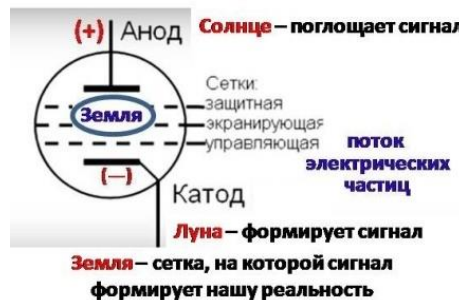 (+) Анод Солнце – поглощает сигнал
Сетки:
защитная
Земля
экранирующая
управляющая
поток
электрических
частиц
(—)
Катод
Луна – формирует сигнал
Земля – сетка, на которой сигнал
формирует нашу реальность